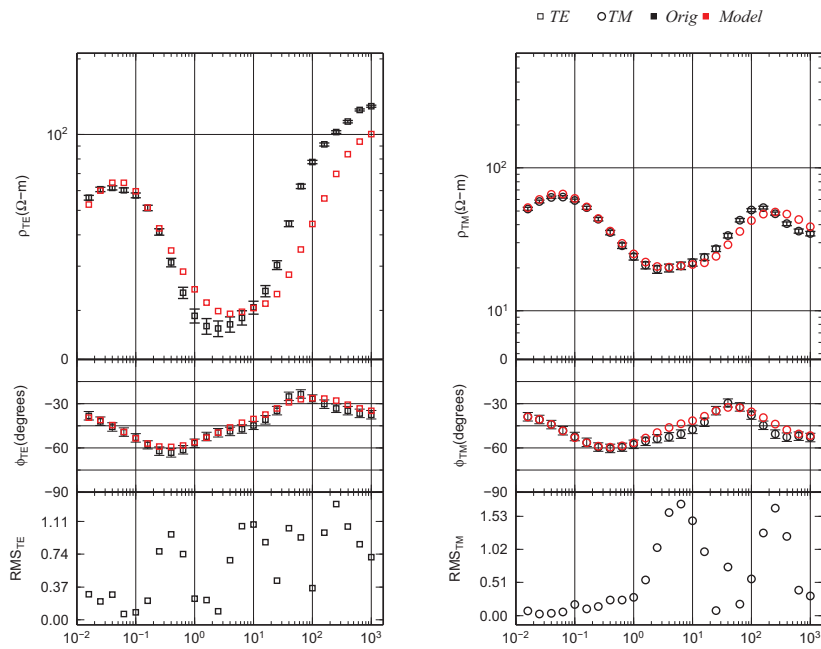 □ TE ○ TM ■ Orig ■ Model
ρTE(Ω−m)
10²
0
ϕTE(degrees)
−30
−60
−90
RMSTE
1.11
0.74
0.37
0.00
10⁻² 10⁻¹ 10⁰ 10¹ 10² 10³
ρTM(Ω−m)
10²
10¹
0
ϕTM(degrees)
−30
−60
−90
RMSTM
1.53
1.02
0.51
0.00
10⁻² 10⁻¹ 10⁰ 10¹ 10² 10³